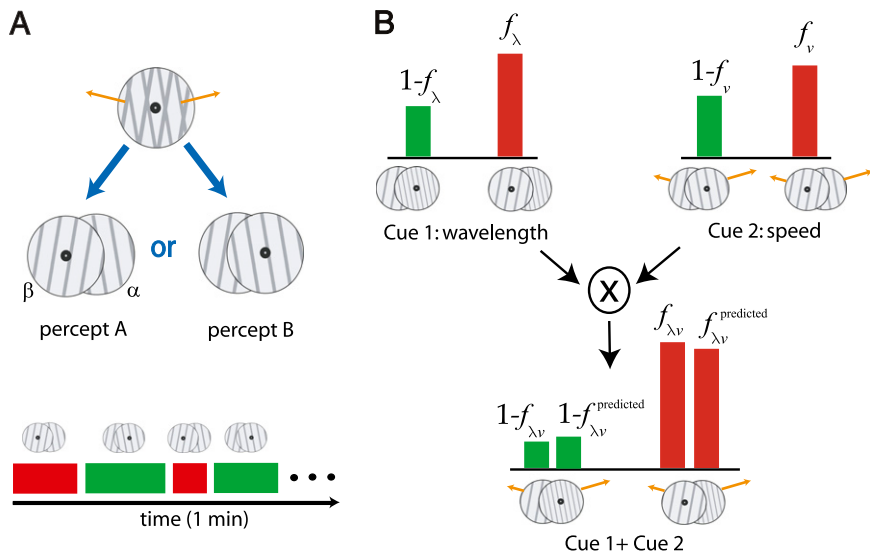 A
β
α
or
percept A
percept B
time (1 min)
B
1-fλ
fλ
1-fv
fv
Cue 1: wavelength
Cue 2: speed
X
1-fλv
1-fλv predicted
fλv
fλv predicted
Cue 1+ Cue 2